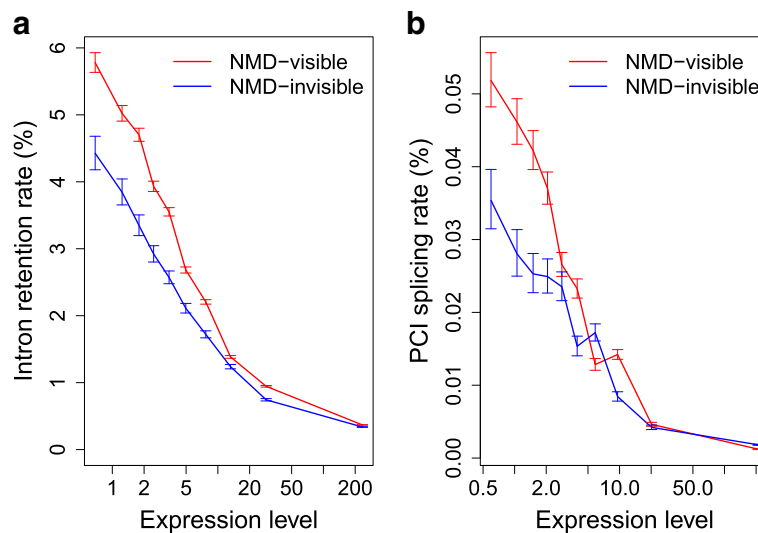 a
NMD−visible
NMD−invisible
Intron retention rate (%)
6
5
4
3
2
1
0
1 2 5 20 50 200
Expression level
b
NMD−visible
NMD−invisible
PCI splicing rate (%)
0.05
0.04
0.03
0.02
0.01
0.00
0.5 2.0 10.0 50.0
Expression level